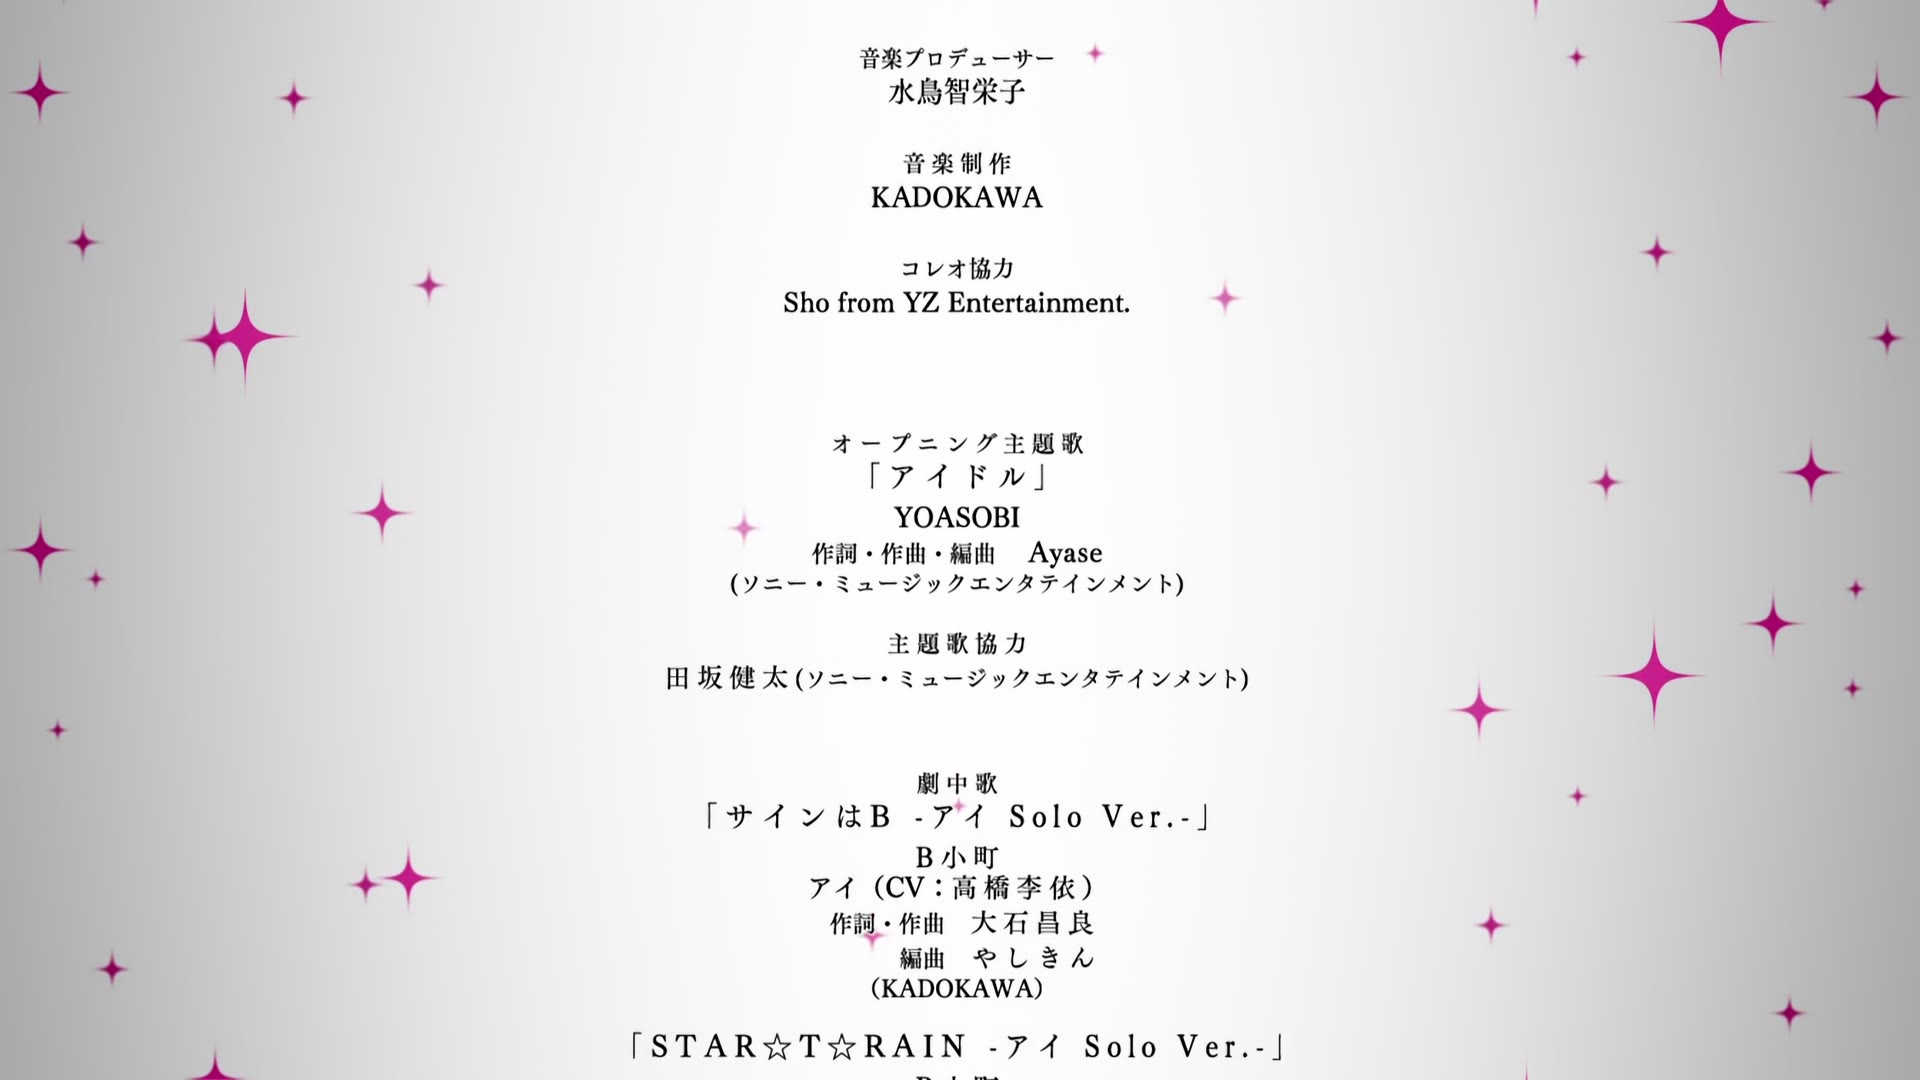 音楽プロデューサー
水鳥智栄子
音楽制作
KADOKAWA
コレオ協力
Sho from YZ Entertainment.
オープニング主題歌
「アイドル」
YOASOBI
作詞・作曲・編曲　Ayase
(ソニー・ミュージックエンタテインメント)
主題歌協力
田坂健太(ソニー・ミュージックエンタテインメント)
劇中歌
「サインはB -アイ Solo Ver.-」
B小町
アイ（CV：高橋李依）
作詞・作曲　大石昌良
編曲　やしきん
（KADOKAWA）
「STAR☆T☆RAIN -アイ Solo Ver.-」